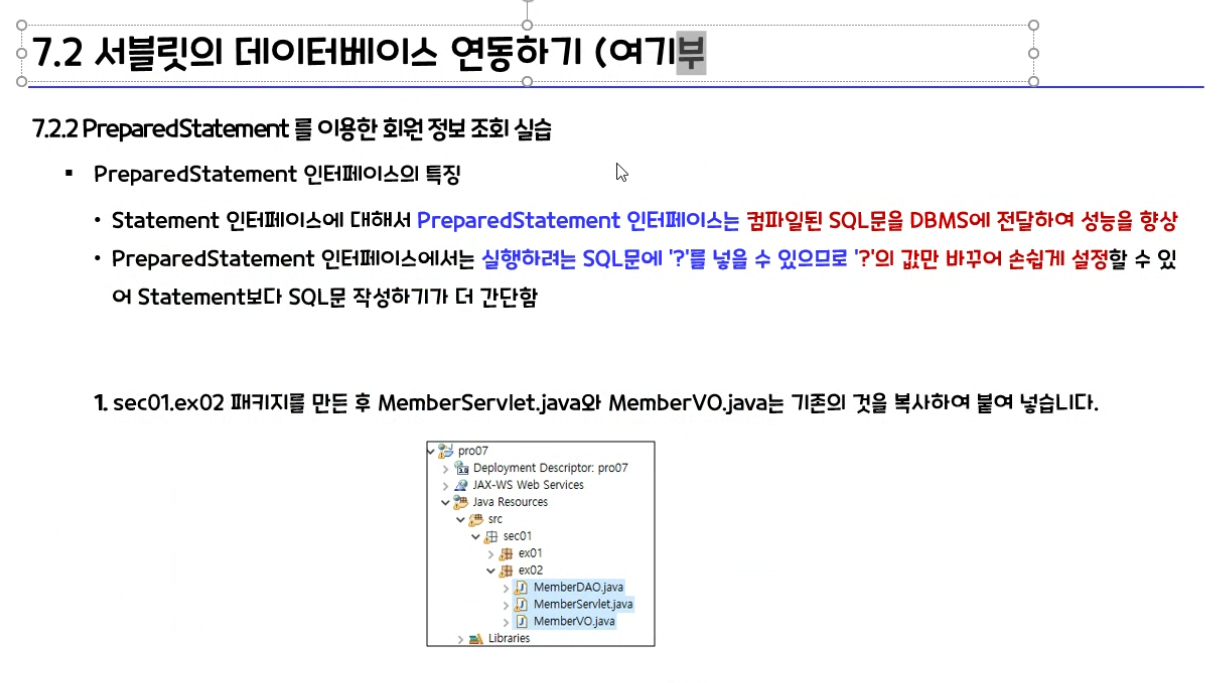 7.2 서블릿의 데이터베이스 연동하기 (여기부
7.2.2 PreparedStatement 를 이용한 회원 정보 조회 실습
▪ PreparedStatement 인터페이스의 특징
• Statement 인터페이스에 대해서 PreparedStatement 인터페이스는 컴파일된 SQL문을 DBMS에 전달하여 성능을 향상
• PreparedStatement 인터페이스에서는 실행하려는 SQL문에 '?'를 넣을 수 있으므로 '?'의 값만 바꾸어 손쉽게 설정할 수 있
어 Statement보다 SQL문 작성하기가 더 간단함
1. sec01.ex02 패키지를 만든 후 MemberServlet.java와 MemberVO.java는 기존의 것을 복사하여 붙여 넣습니다.
pro07
Deployment Descriptor: pro07
JAX-WS Web Services
Java Resources
src
sec01
ex01
ex02
MemberDAO.java
MemberServlet.java
MemberVO.java
Libraries